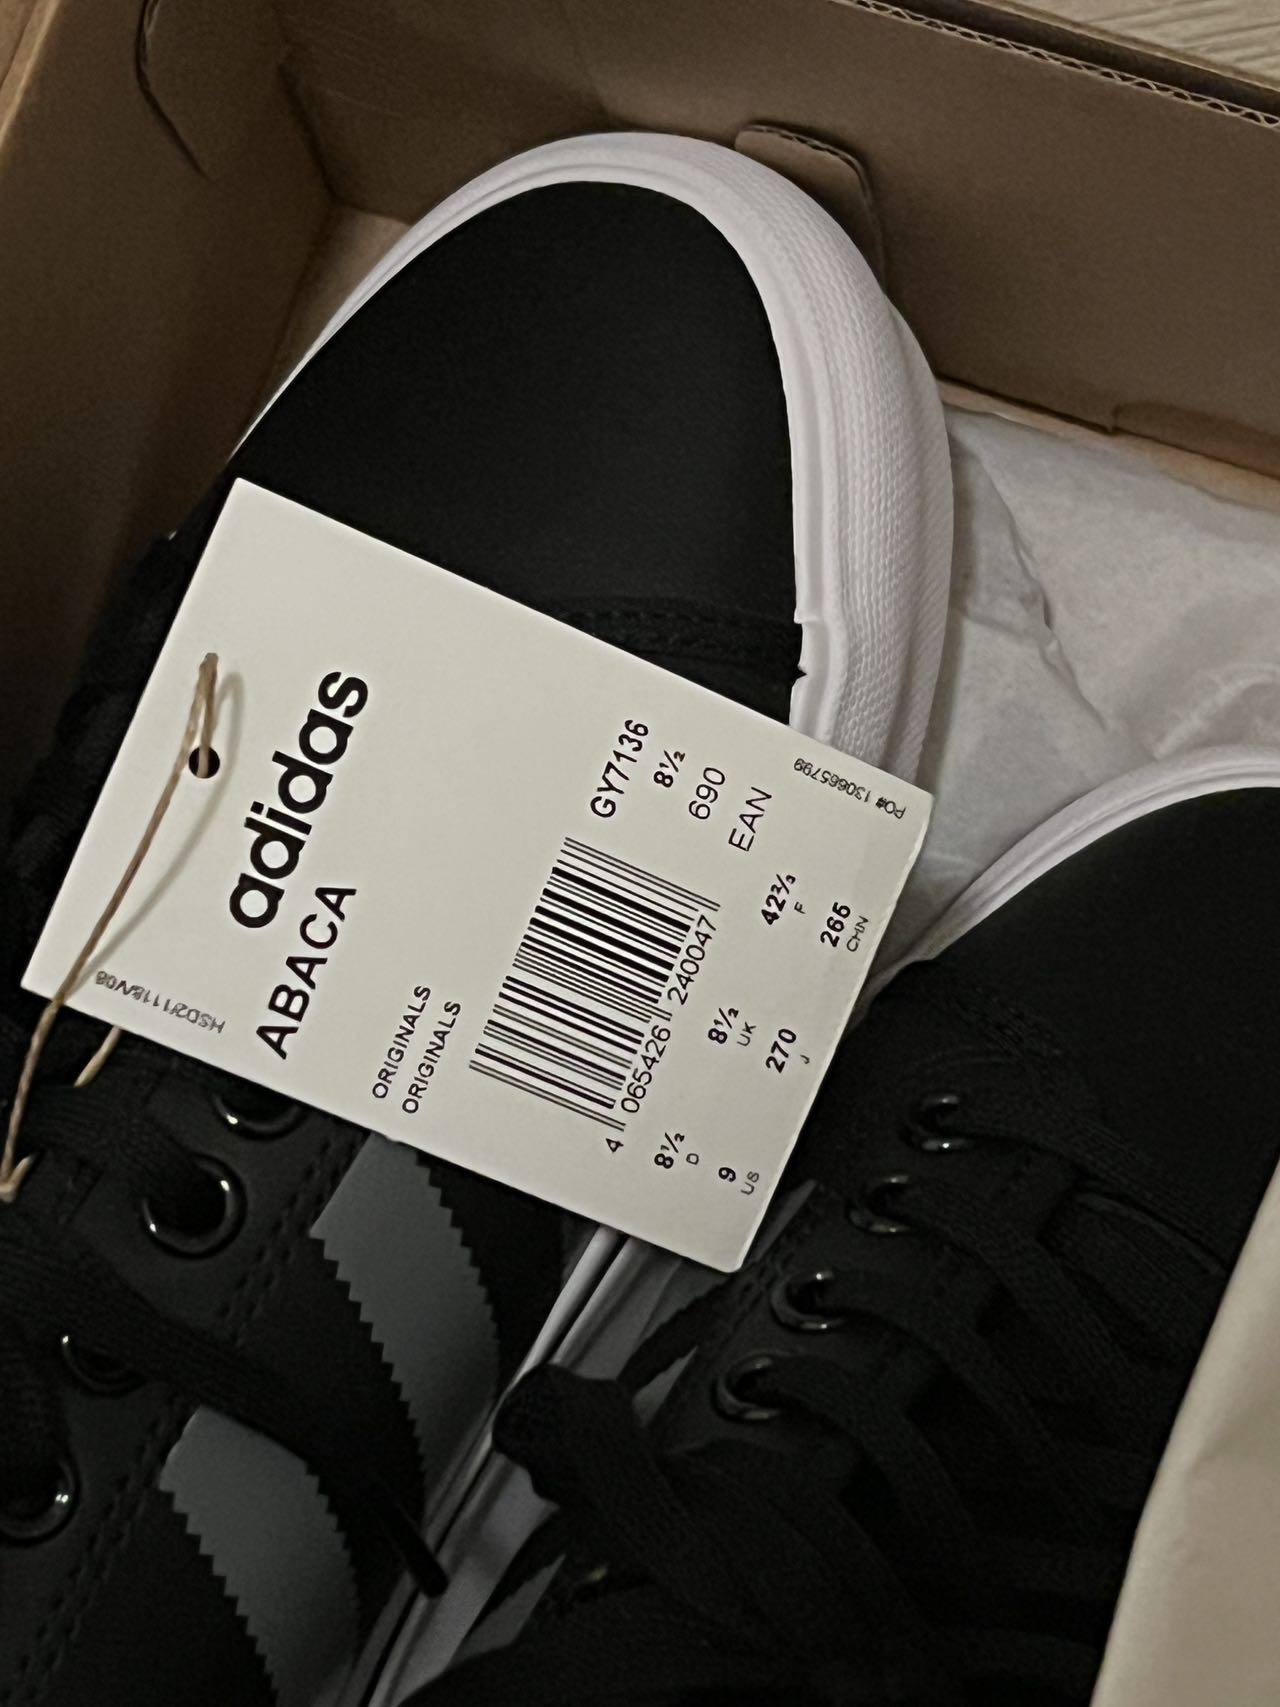 adidas
ABACA
ORIGINALS
ORIGINALS
GY7136
8½
690
EAN
4 065426 240047
8½ D
8½ UK
42⅔ F
9 US
270 J
265 CHN
PO# 130665799